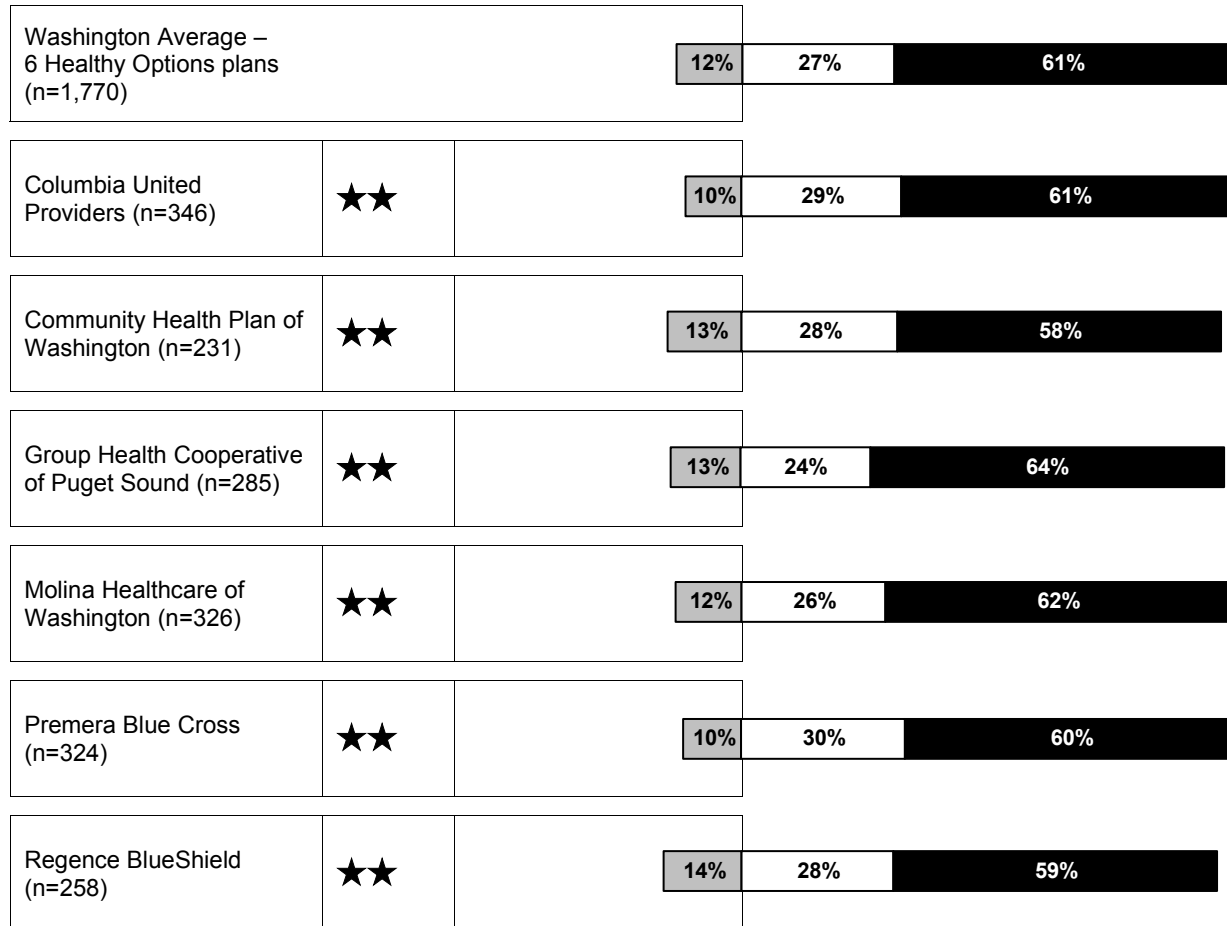 Washington Average –
6 Healthy Options plans
(n=1,770)
12% 27% 61%
Columbia United
Providers (n=346)
★★
10% 29% 61%
Community Health Plan of
Washington (n=231)
★★
13% 28% 58%
Group Health Cooperative
of Puget Sound (n=285)
★★
13% 24% 64%
Molina Healthcare of
Washington (n=326)
★★
12% 26% 62%
Premera Blue Cross
(n=324)
★★
10% 30% 60%
Regence BlueShield
(n=258)
★★
14% 28% 59%